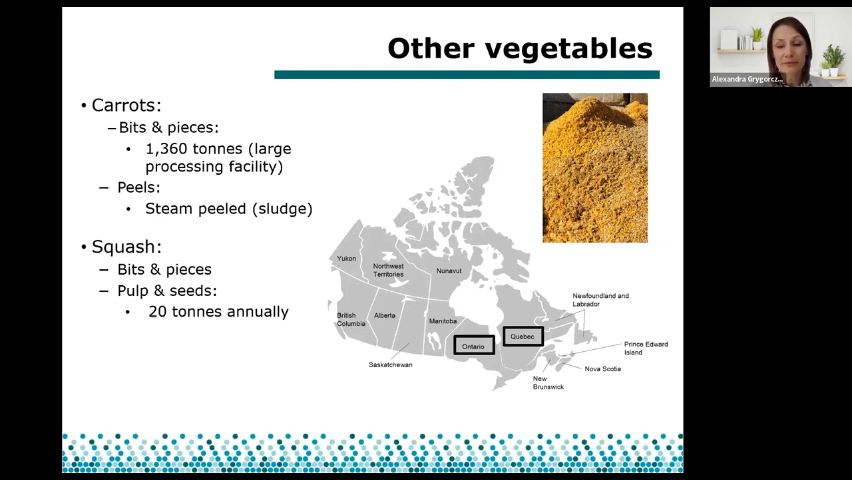 Other vegetables
• Carrots:
–Bits & pieces:
• 1,360 tonnes (large
processing facility)
– Peels:
• Steam peeled (sludge)
• Squash:
– Bits & pieces
– Pulp & seeds:
• 20 tonnes annually
Yukon
Northwest
Territories
Nunavut
British
Columbia
Alberta
Saskatchewan
Manitoba
Ontario
Quebec
Newfoundland and
Labrador
Prince Edward
Island
Nova Scotia
New
Brunswick
Alexandra Grygorcz...